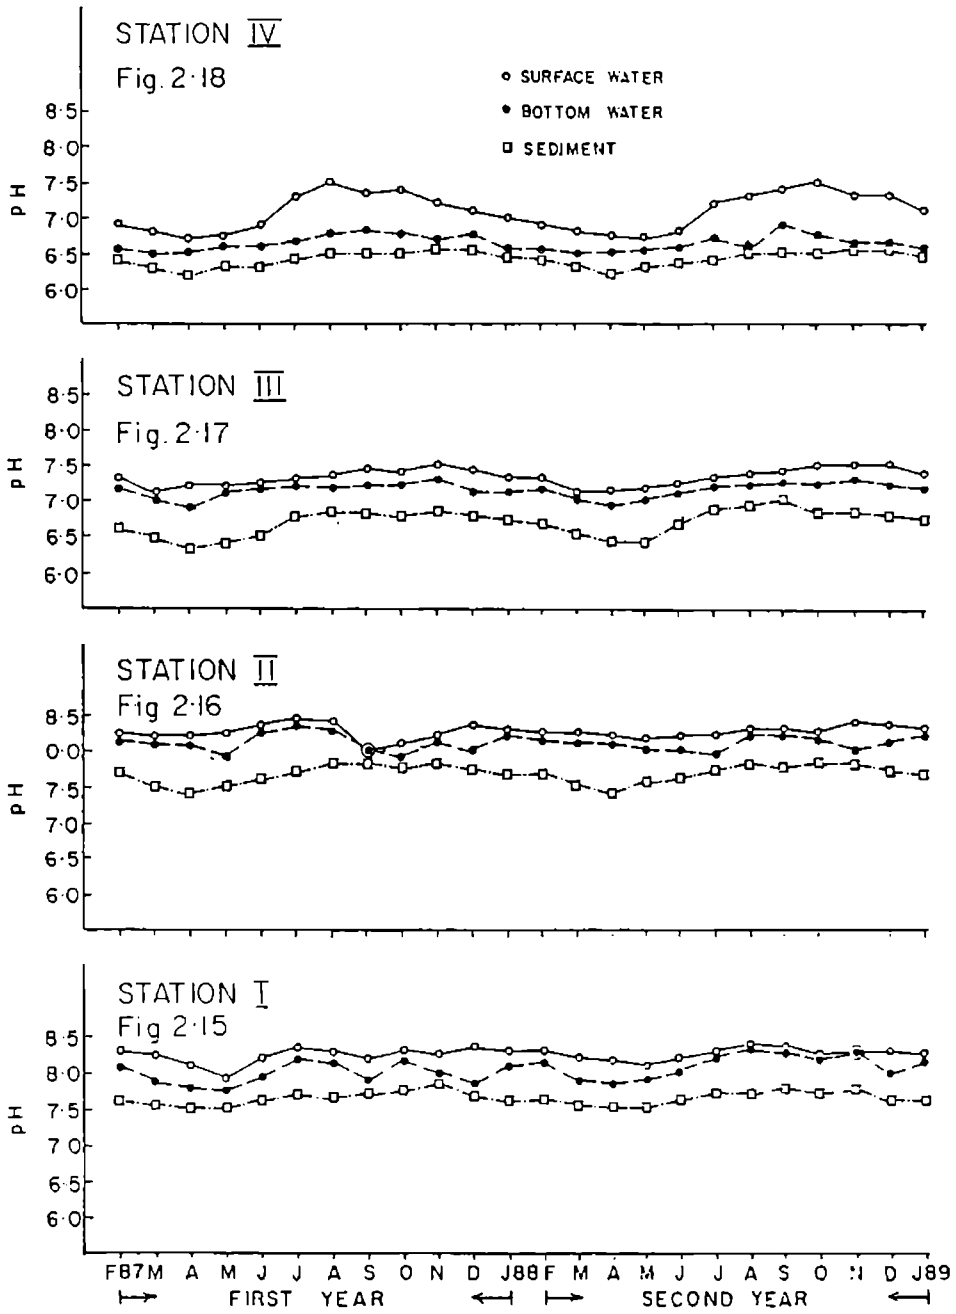 STATION IV
Fig. 2·18
SURFACE WATER
BOTTOM WATER
SEDIMENT
8·5
8·0
7·5
7·0
6·5
6·0
pH
STATION III
Fig. 2·17
8·5
8·0
7·5
7·0
6·5
6·0
pH
STATION II
Fig 2·16
8·5
0·0
7·5
7·0
6·5
6·0
pH
STATION I
Fig 2·15
8·5
8·0
7·5
7 0
6·5
6·0
pH
F87 M A M J J A S O N D J88 F M A M J J A S O N D J89
FIRST YEAR SECOND YEAR